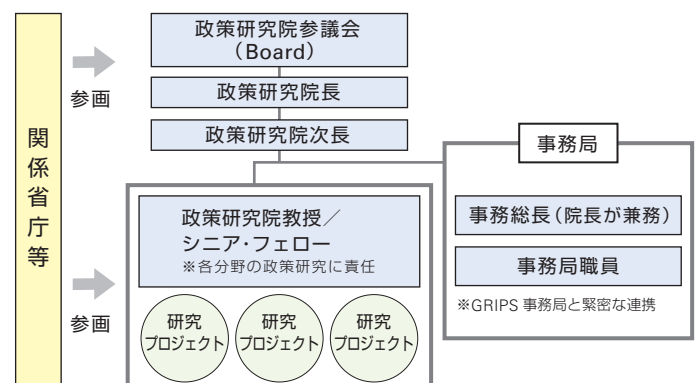 関係省庁等
参画
政策研究院参議会
(Board)
政策研究院長
政策研究院次長
事務局
事務総長(院長が兼務)
事務局職員
※GRIPS 事務局と緊密な連携
参画
政策研究院教授／
シニア・フェロー
※各分野の政策研究に責任
研究
プロジェクト
研究
プロジェクト
研究
プロジェクト